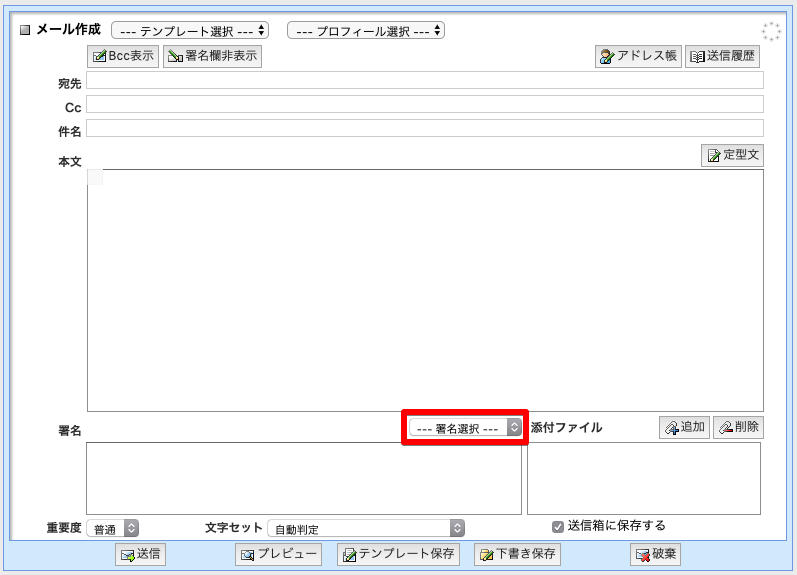 メール作成 --- テンプレート選択 --- --- プロフィール選択 ---
Bcc表示 署名欄非表示 アドレス帳 送信履歴
宛先
Cc
件名
定型文
本文
署名 --- 署名選択 --- 添付ファイル 追加 削除
重要度 普通 文字セット 自動判定 送信箱に保存する
送信 プレビュー テンプレート保存 下書き保存 破棄